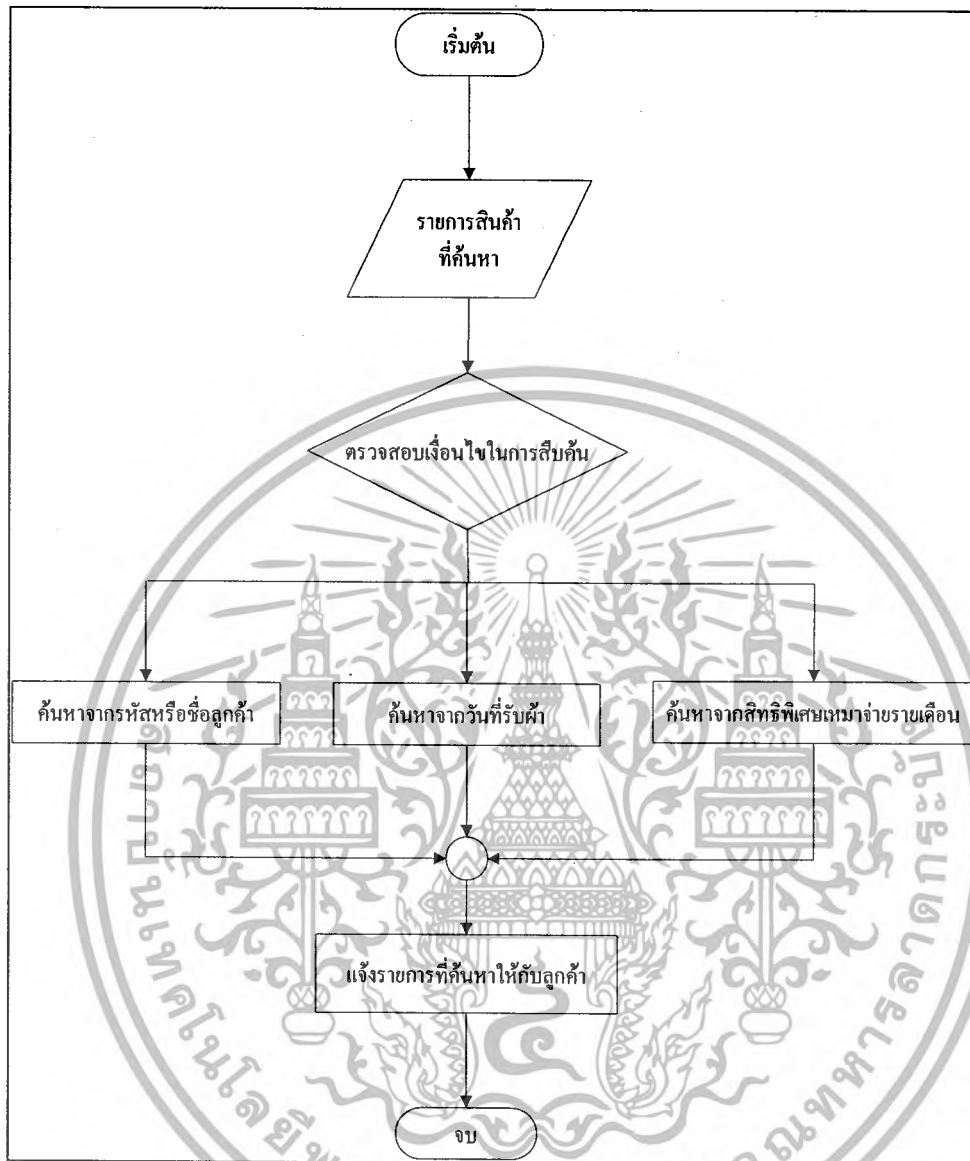 เริ่มต้น
รายการสินค้า
ที่ค้นหา
ตรวจสอบเงื่อนไขในการสืบค้น
ค้นหาจากรหัสหรือชื่อลูกค้า
ค้นหาจากวันที่รับผ้า
ค้นหาจากสิทธิพิเศษเหมาจ่ายรายเดือน
แจ้งรายการที่ค้นหาให้กับลูกค้า
จบ